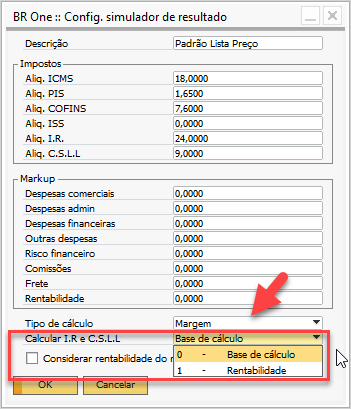 BR One :: Config. simulador de resultado
Descrição Padrão Lista Preço
Impostos
Aliq. ICMS 18,0000
Aliq. PIS 1,6500
Aliq. COFINS 7,6000
Aliq. ISS 0,0000
Aliq. I.R. 24,0000
Aliq. C.S.L.L 9,0000
Markup
Despesas comerciais 0,0000
Despesas admin 0,0000
Despesas financeiras 0,0000
Outras despesas 0,0000
Risco financeiro 0,0000
Comissões 0,0000
Frete 0,0000
Rentabilidade 0,0000
Tipo de cálculo Margem
Calcular I.R e C.S.L.L Base de cálculo
0 - Base de cálculo
Considerar rentabilidade do
1 - Rentabilidade
OK Cancelar